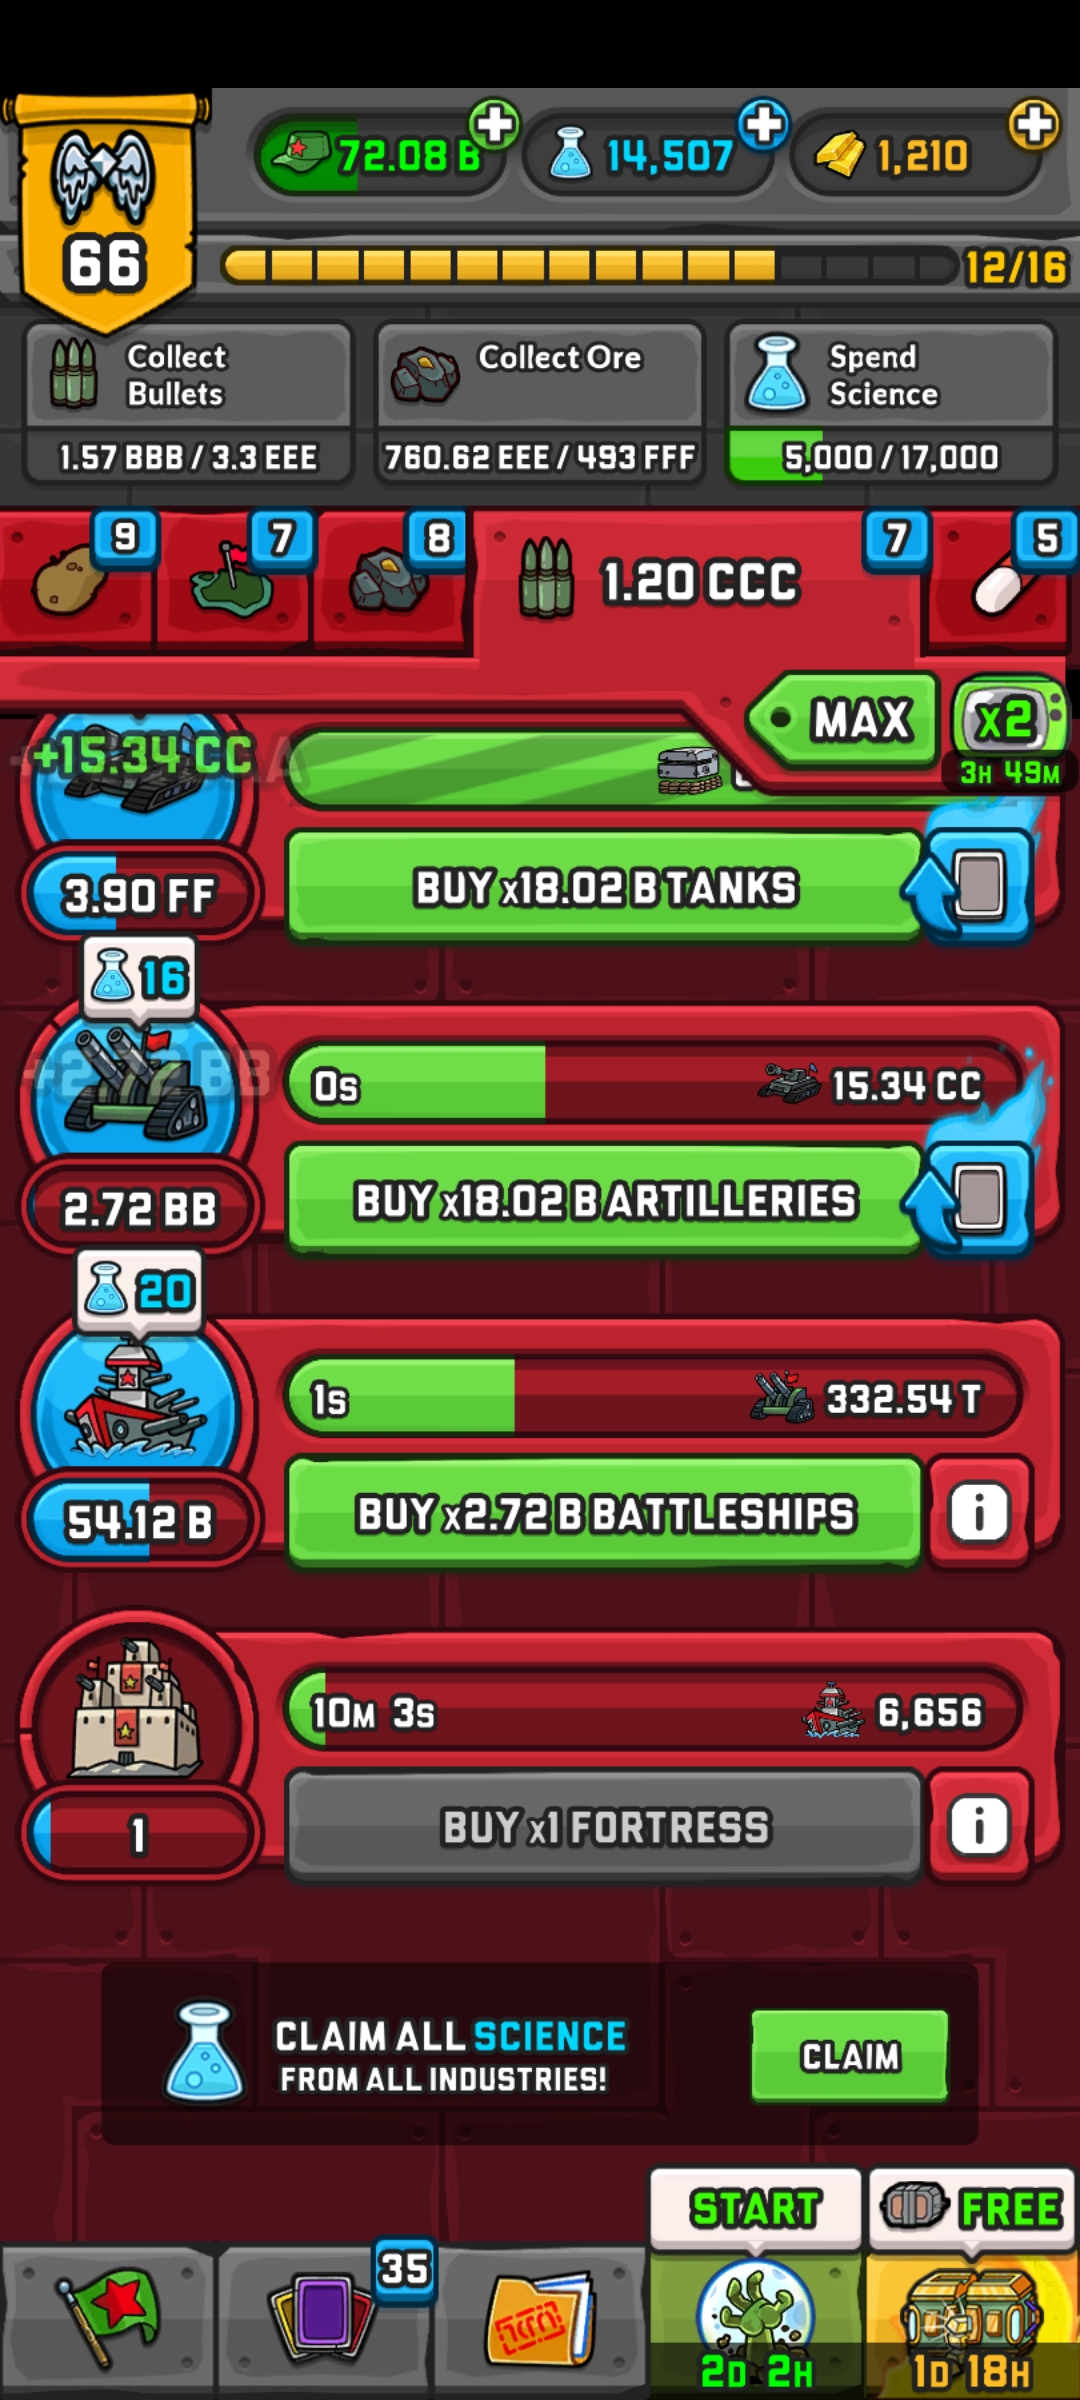 72.08 B
14,507
1,210
66
12/16
Collect
Bullets
1.57 BBB / 3.3 EEE
Collect Ore
760.62 EEE / 493 FFF
Spend
Science
5,000 / 17,000
9
7
8
1.20 CCC
7
5
MAX
x2
3H 49M
+15.34 CC
3.90 FF
BUY x18.02 B TANKS
16
+2.72 BB
0s
15.34 CC
2.72 BB
BUY x18.02 B ARTILLERIES
20
1s
332.54 T
54.12 B
BUY x2.72 B BATTLESHIPS
i
10M 3s
6,656
1
BUY x1 FORTRESS
i
CLAIM ALL SCIENCE
FROM ALL INDUSTRIES!
CLAIM
START
FREE
35
2D 2H
1D 18H